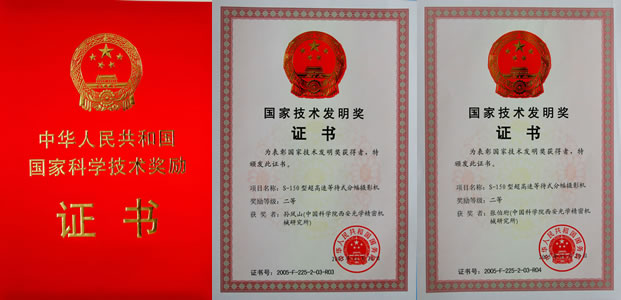 中华人民共和国
国家科学技术奖励
证书
国家技术发明奖
证书
为表彰国家技术发明奖获得者，特
颁发此证书。
项目名称：S-150型超高速等待式分幅摄影机
奖励等级：二等
获奖者：孙凤山(中国科学院西安光学精密机
械研究所)
证书号：2005-F-225-2-03-R03
国家技术发明奖
证书
为表彰国家技术发明奖获得者，特
颁发此证书。
项目名称：S-150型超高速等待式分幅摄影机
奖励等级：二等
获奖者：张伯珩(中国科学院西安光学精密机
械研究所)
证书号：2005-F-225-2-03-R04